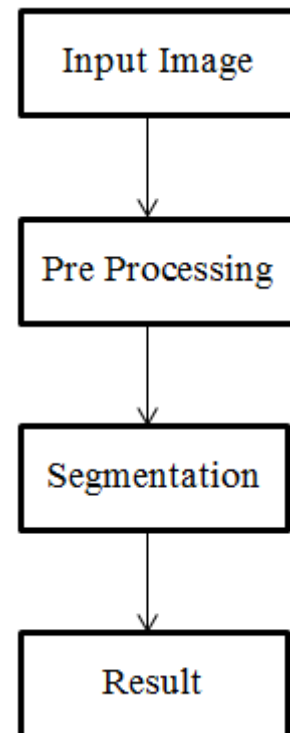 Input Image
Pre Processing
Segmentation
Result